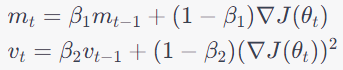 m_t = β_1 m_{t−1} + (1 − β_1)∇J(θ_t)
v_t = β_2 v_{t−1} + (1 − β_2)(∇J(θ_t))^2